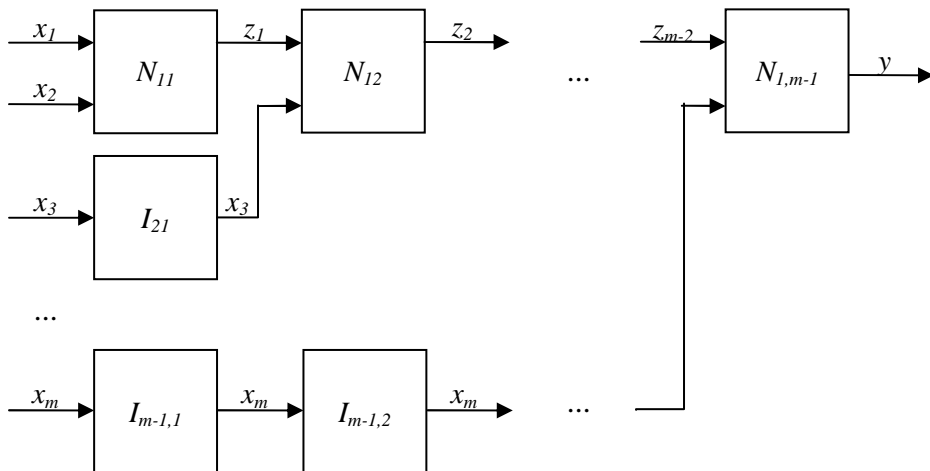 x1 z1 z2 zm-2
N11 N12 ... N1,m-1 y
x2
x3 I21 x3
...
xm Im-1,1 xm Im-1,2 xm ...